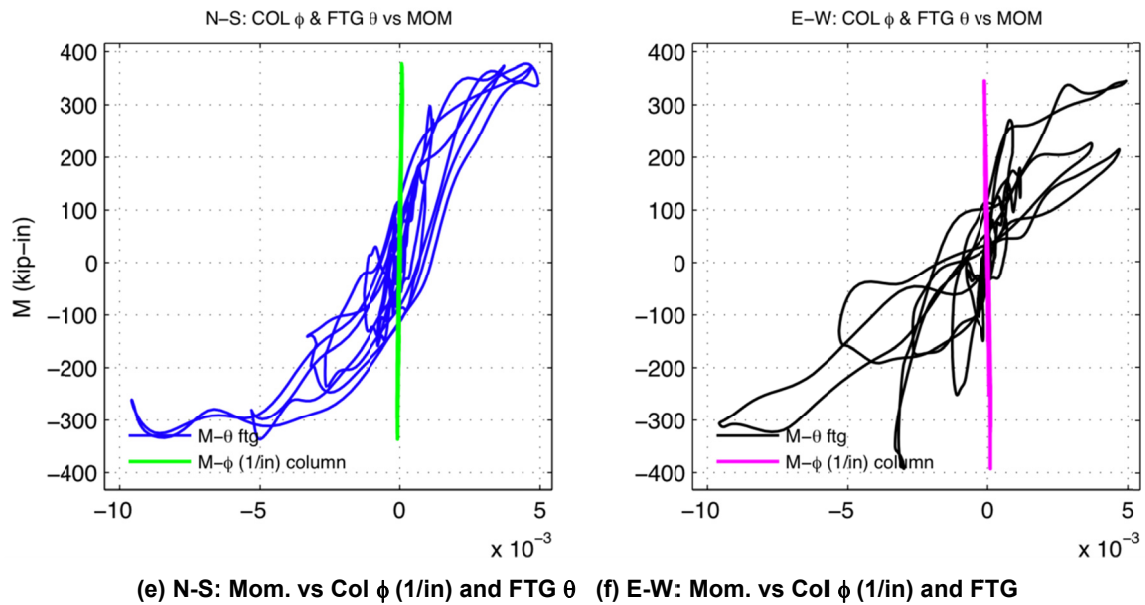 N−S: COL ϕ & FTG θ vs MOM
400
300
200
100
0
−100
−200
−300
−400
M (kip−in)
M−θ ftg
M−ϕ (1/in) column
−10
−5
0
5
x 10⁻³
E−W: COL ϕ & FTG θ vs MOM
400
300
200
100
0
−100
−200
−300
−400
M−θ ftg
M−ϕ (1/in) column
−10
−5
0
5
x 10⁻³
(e) N-S: Mom. vs Col ϕ (1/in) and FTG θ (f) E-W: Mom. vs Col ϕ (1/in) and FTG